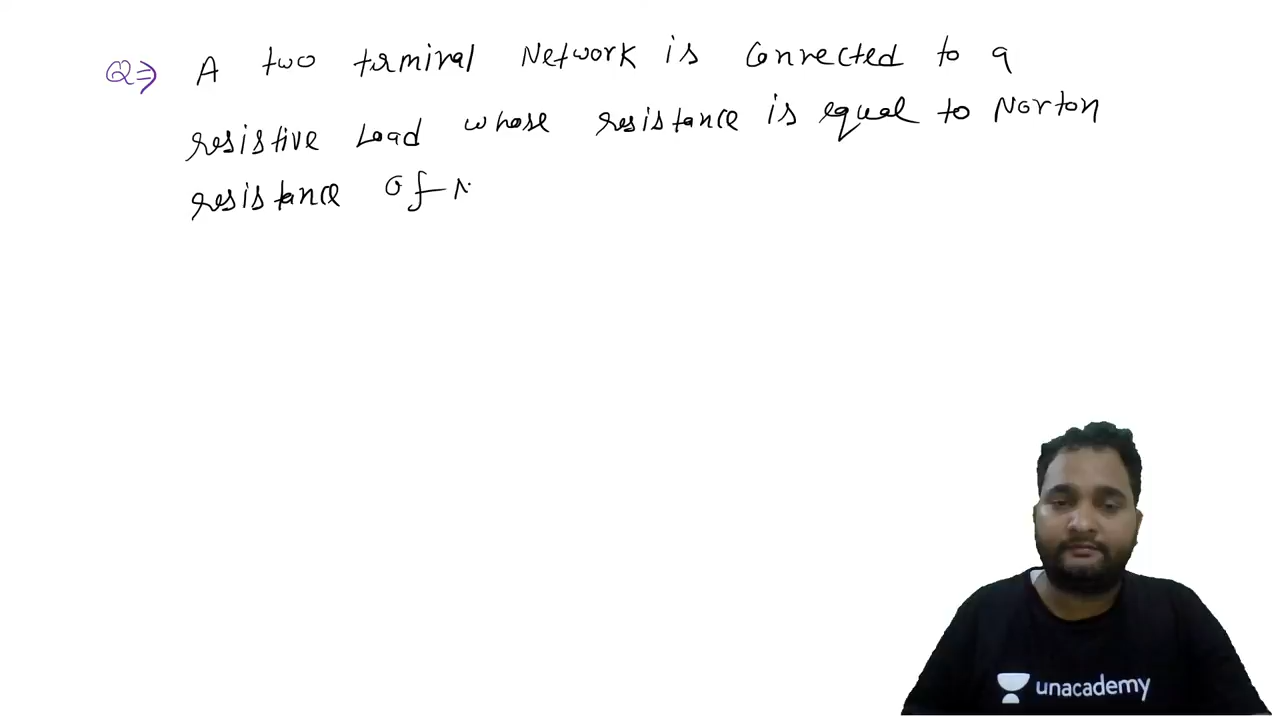 Q⇒ A two terminal Network is Connected to a
resistive Load whose resistance is equal to Norton
resistance of N
unacademy